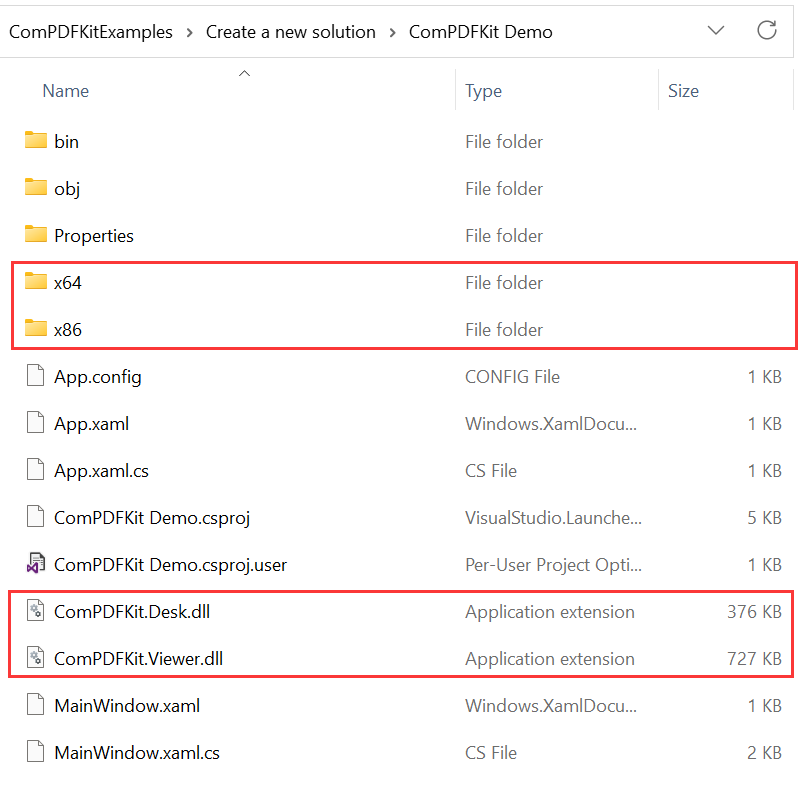 ComPDFKitExamples > Create a new solution > ComPDFKit Demo
Name Type Size
bin File folder
obj File folder
Properties File folder
x64 File folder
x86 File folder
App.config CONFIG File 1 KB
App.xaml Windows.XamlDocu... 1 KB
App.xaml.cs CS File 1 KB
ComPDFKit Demo.csproj VisualStudio.Launche... 5 KB
ComPDFKit Demo.csproj.user Per-User Project Opti... 1 KB
ComPDFKit.Desk.dll Application extension 376 KB
ComPDFKit.Viewer.dll Application extension 727 KB
MainWindow.xaml Windows.XamlDocu... 1 KB
MainWindow.xaml.cs CS File 2 KB